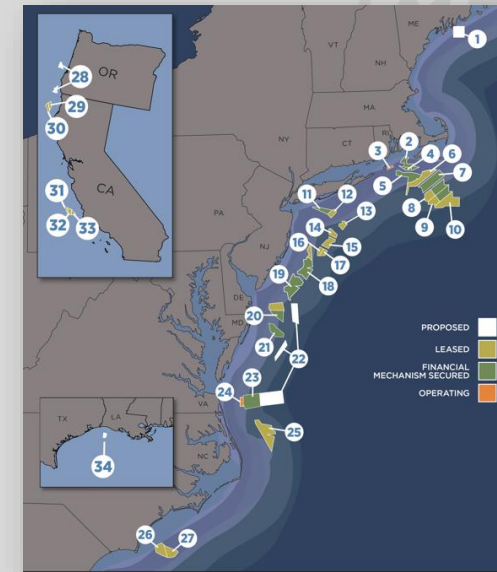 ME
1
VT
NH
OR
28
29
30
MA
NY
CT
RI
2
3
4
6
5
7
CA
31
32
33
8
9
10
11
12
13
PA
14
16
15
17
NJ
19
18
DE
MD
20
21
22
PROPOSED
LEASED
FINANCIAL
MECHANISM SECURED
OPERATING
24
23
VA
TX
LA
34
25
NC
26
27